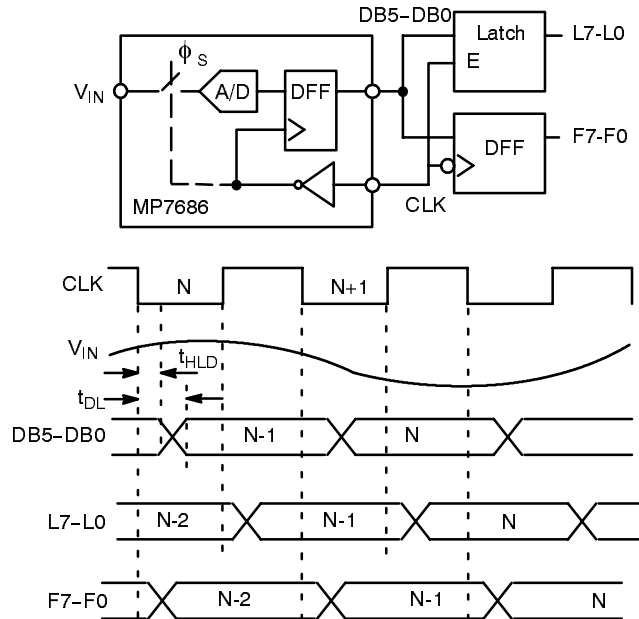 DB5–DB0
Latch
E
L7-L0
ϕS
VIN
A/D
DFF
DFF
F7-F0
MP7686
CLK
CLK
N
N+1
VIN
tHLD
tDL
DB5–DB0
N-1
N
L7–L0
N-2
N-1
N
F7–F0
N-2
N-1
N